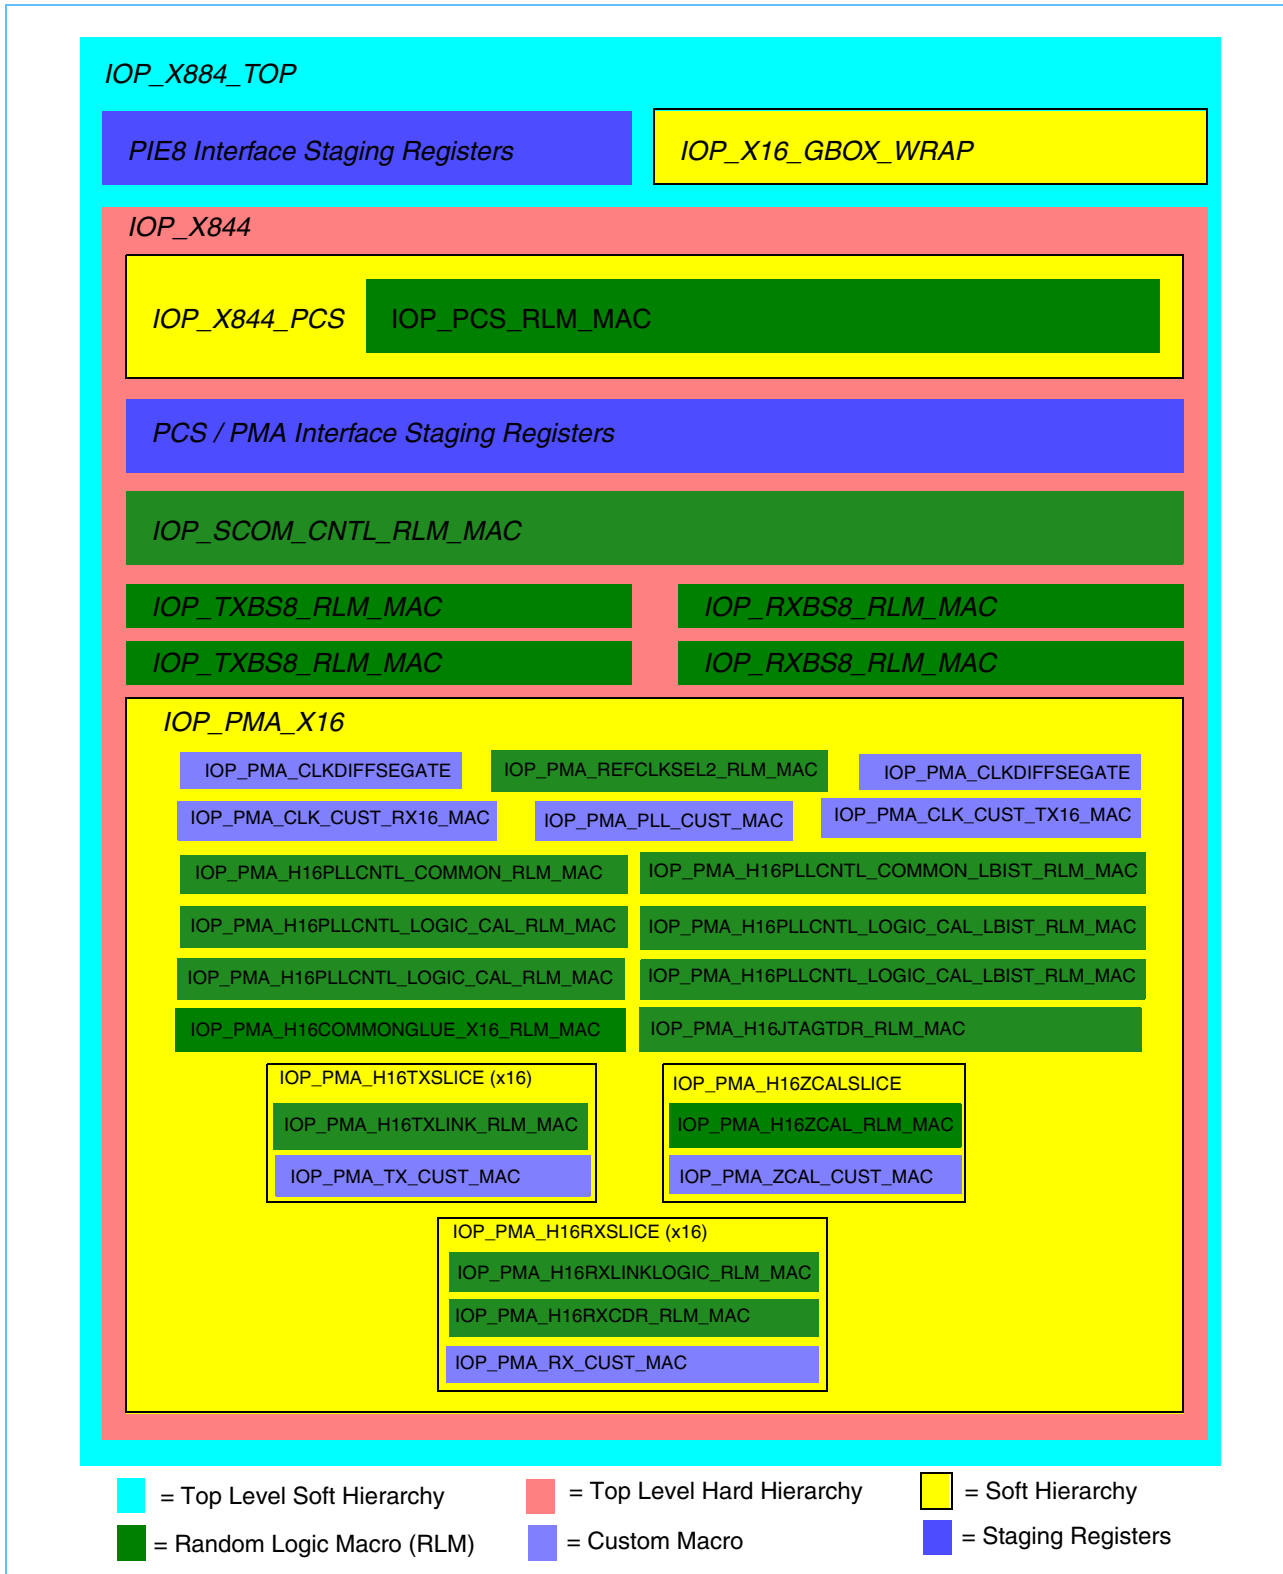 IOP_X884_TOP
PIE8 Interface Staging Registers
IOP_X16_GBOX_WRAP
IOP_X844
IOP_X844_PCS
IOP_PCS_RLM_MAC
PCS / PMA Interface Staging Registers
IOP_SCOM_CNTL_RLM_MAC
IOP_TXBS8_RLM_MAC
IOP_RXBS8_RLM_MAC
IOP_TXBS8_RLM_MAC
IOP_RXBS8_RLM_MAC
IOP_PMA_X16
IOP_PMA_CLKDIFFSEGATE
IOP_PMA_REFCLKSEL2_RLM_MAC
IOP_PMA_CLKDIFFSEGATE
IOP_PMA_CLK_CUST_RX16_MAC
IOP_PMA_PLL_CUST_MAC
IOP_PMA_CLK_CUST_TX16_MAC
IOP_PMA_H16PLLCNTL_COMMON_RLM_MAC
IOP_PMA_H16PLLCNTL_COMMON_LBIST_RLM_MAC
IOP_PMA_H16PLLCNTL_LOGIC_CAL_RLM_MAC
IOP_PMA_H16PLLCNTL_LOGIC_CAL_LBIST_RLM_MAC
IOP_PMA_H16PLLCNTL_LOGIC_CAL_RLM_MAC
IOP_PMA_H16PLLCNTL_LOGIC_CAL_LBIST_RLM_MAC
IOP_PMA_H16COMMONGLUE_X16_RLM_MAC
IOP_PMA_H16JTAGTDR_RLM_MAC
IOP_PMA_H16TXSLICE (x16)
IOP_PMA_H16TXLINK_RLM_MAC
IOP_PMA_TX_CUST_MAC
IOP_PMA_H16ZCALSLICE
IOP_PMA_H16ZCAL_RLM_MAC
IOP_PMA_ZCAL_CUST_MAC
IOP_PMA_H16RXSLICE (x16)
IOP_PMA_H16RXLINKLOGIC_RLM_MAC
IOP_PMA_H16RXCDR_RLM_MAC
IOP_PMA_RX_CUST_MAC
= Top Level Soft Hierarchy
= Top Level Hard Hierarchy
= Soft Hierarchy
= Random Logic Macro (RLM)
= Custom Macro
= Staging Registers